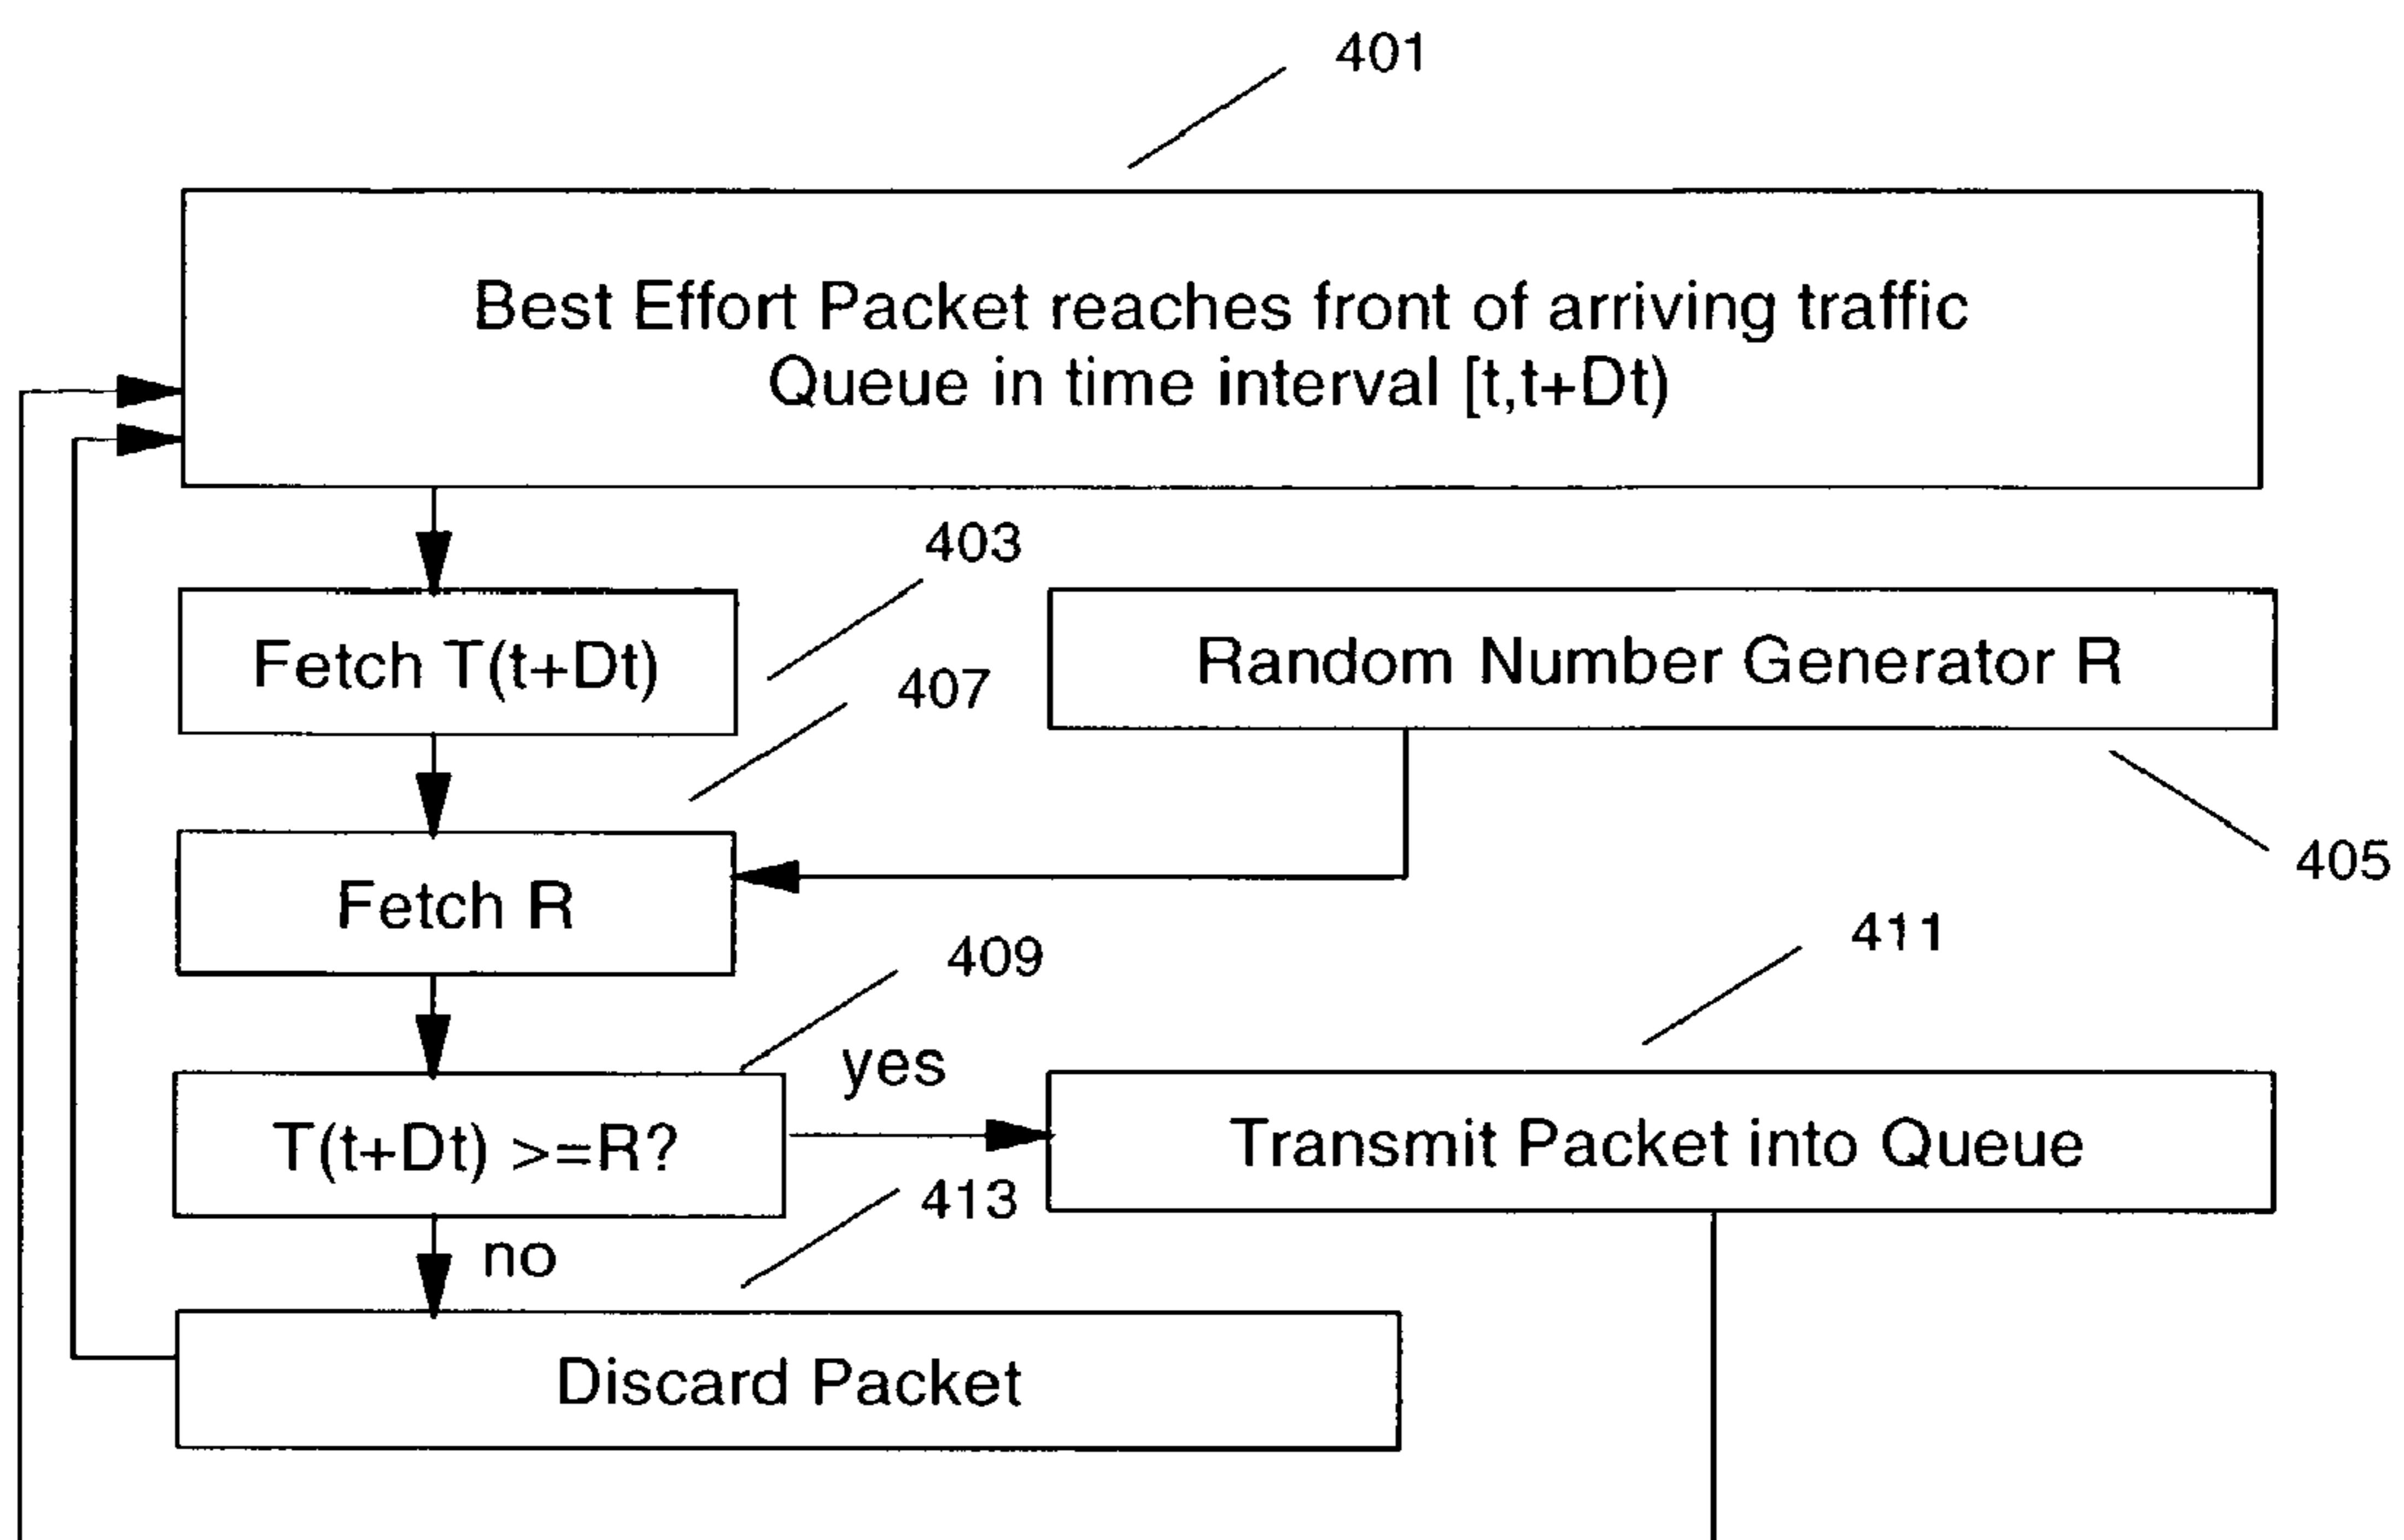 401
Best Effort Packet reaches front of arriving traffic
Queue in time interval [t,t+Dt)
403
Fetch T(t+Dt)
Random Number Generator R
407
405
Fetch R
411
409
yes
T(t+Dt) >=R?
Transmit Packet into Queue
413
no
Discard Packet